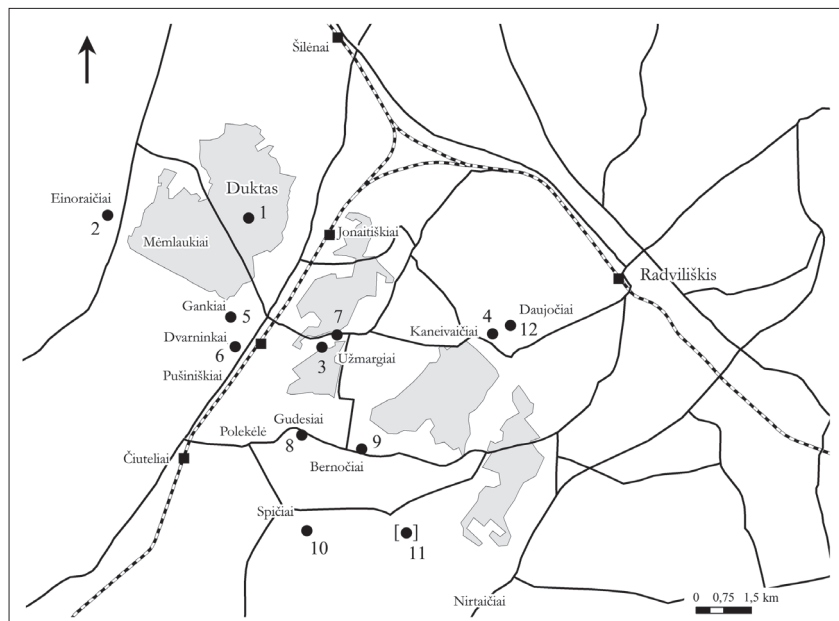 Šilėnai
Duktas
1
Einoraičiai
2
Mėmlaukiai
Jonaitiškiai
Radviliškis
Gankiai
5
7
4
Daujočiai
12
Kaneivaičiai
Dvarninkai
6
3
Užmargiai
Pušiniškiai
Gudesiai
Polekėlė
8
9
Čiuteliai
Bernočiai
Spičiai
10
[ ]
11
Nirtaičiai
0 0,75 1,5 km